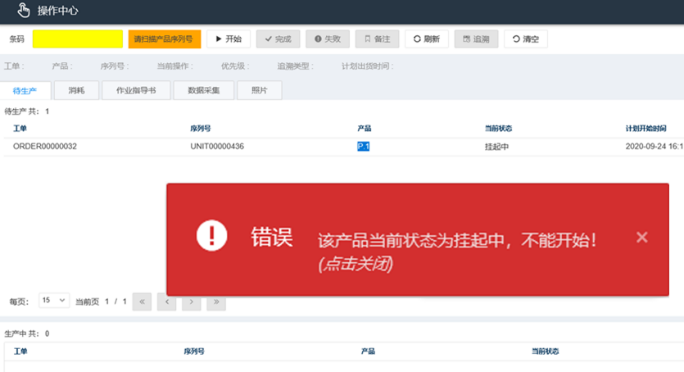 操作中心
条码 请扫描产品序列号 开始 完成 失败 备注 刷新 追溯 清空
工单： 产品： 序列号： 当前操作： 优先级： 追溯类型： 计划出货时间：
待生产 消耗 作业指导书 数据采集 照片
待生产 共： 1
工单 序列号 产品 当前状态 计划开始时间
ORDER00000032 UNIT00000436 P.1 挂起中 2020-09-24 16:1
错误 该产品当前状态为挂起中，不能开始！ ×
(点击关闭)
每页： 15 当前页 1 / 1 « ‹ › »
生产中 共： 0
工单 序列号 产品 当前状态